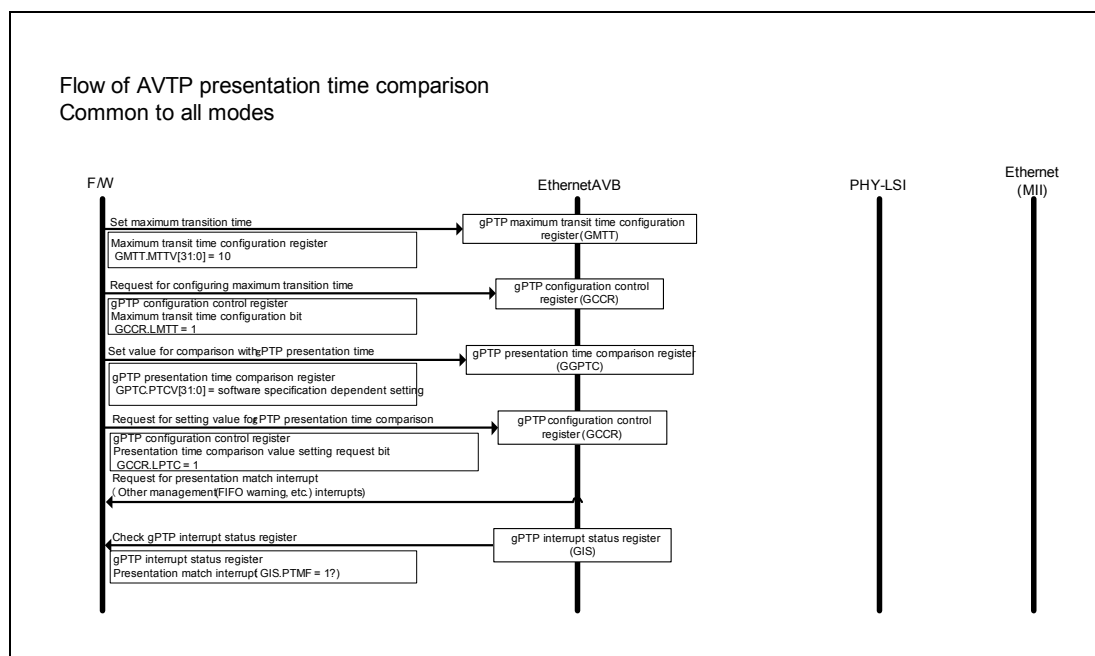 Flow of AVTP presentation time comparison
Common to all modes
F/W
EthernetAVB
PHY-LSI
Ethernet
(MII)
Set maximum transition time
gPTP maximum transit time configuration
register (GMTT)
Maximum transit time configuration register
GMTT.MTTV[31:0] = 10
Request for configuring maximum transition time
gPTP configuration control
register (GCCR)
gPTP configuration control register
Maximum transit time configuration bit
GCCR.LMTT = 1
Set value for comparison with gPTP presentation time
gPTP presentation time comparison register
(GGPTC)
gPTP presentation time comparison register
GPTC.PTCV[31:0] = software specification dependent setting
Request for setting value for gPTP presentation time comparison
gPTP configuration control
register (GCCR)
gPTP configuration control register
Presentation time comparison value setting request bit
GCCR.LPTC = 1
Request for presentation match interrupt
(Other management (FIFO warning, etc.) interrupts)
Check gPTP interrupt status register
gPTP interrupt status register
(GIS)
gPTP interrupt status register
Presentation match interrupt (GIS.PTMF = 1?)